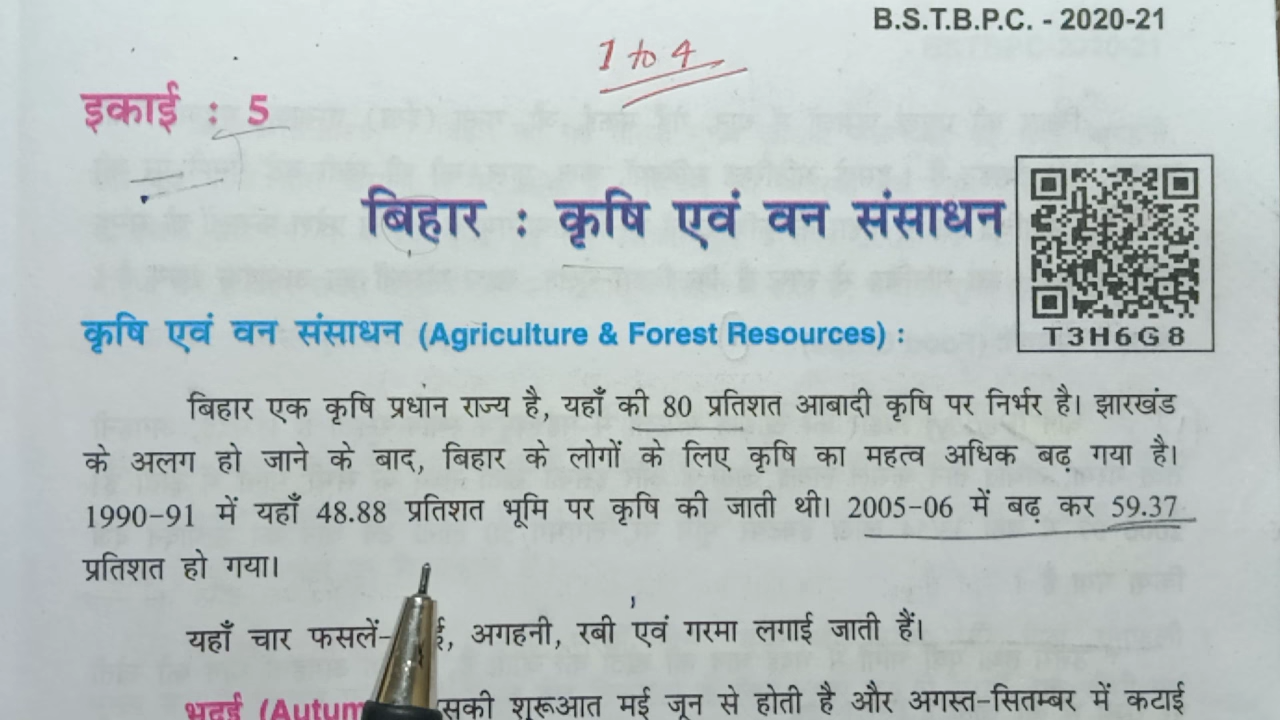 B.S.T.B.P.C. - 2020-21
1 to 4
इकाई : 5
बिहार : कृषि एवं वन संसाधन
T3H6G8
कृषि एवं वन संसाधन (Agriculture & Forest Resources) :
बिहार एक कृषि प्रधान राज्य है, यहाँ की 80 प्रतिशत आबादी कृषि पर निर्भर है। झारखंड
के अलग हो जाने के बाद, बिहार के लोगों के लिए कृषि का महत्व अधिक बढ़ गया है।
1990-91 में यहाँ 48.88 प्रतिशत भूमि पर कृषि की जाती थी। 2005-06 में बढ़ कर 59.37
प्रतिशत हो गया।
यहाँ चार फसलें- अगहनी, रबी एवं गरमा लगाई जाती हैं।
भदई (Autum शुरूआत मई जून से होती है और अगस्त-सितम्बर में कटाई